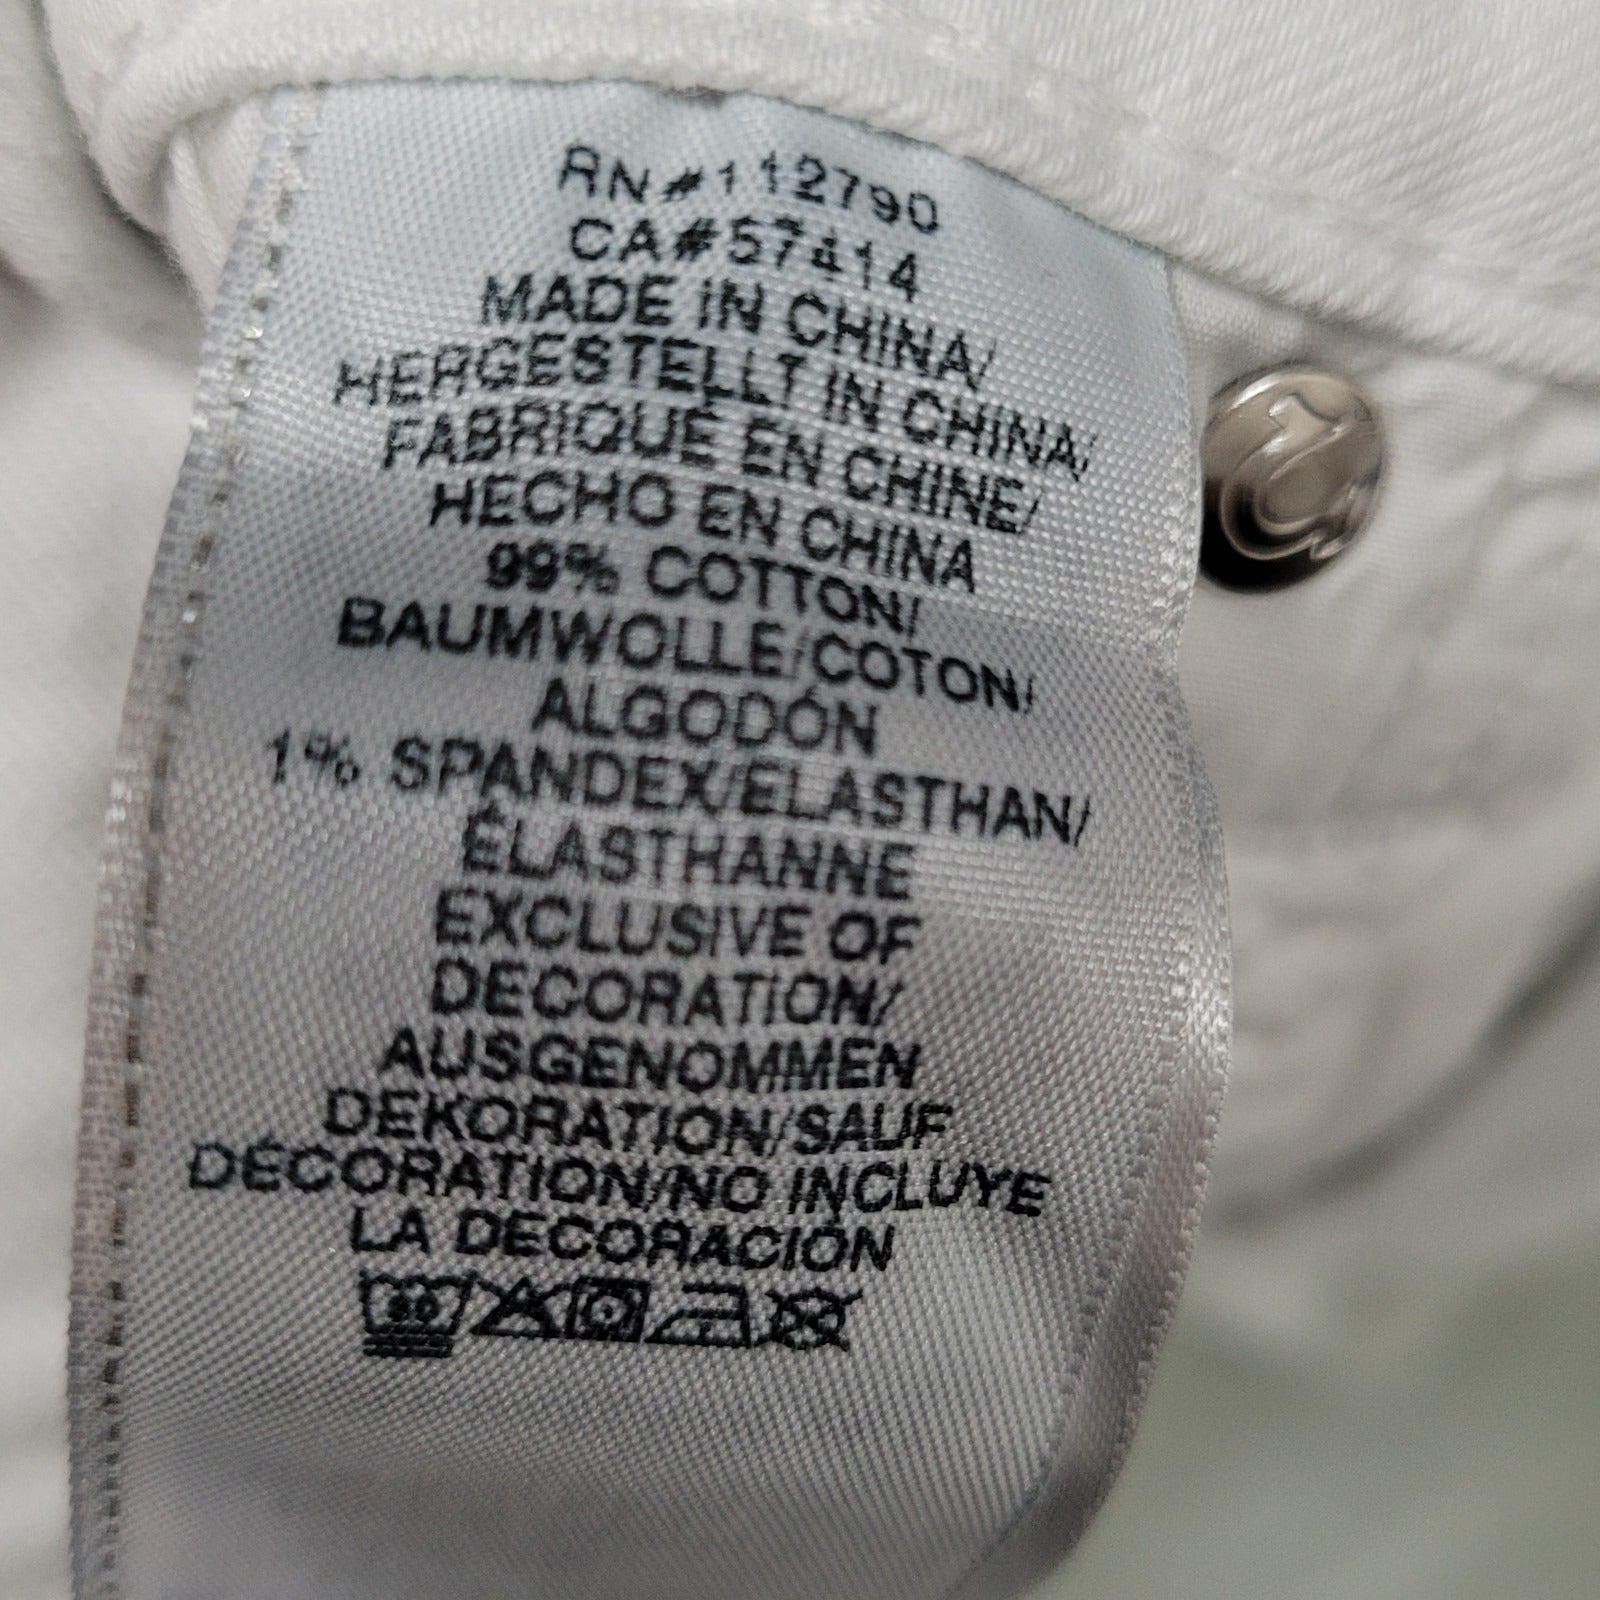 RN#112790
CA#57414
MADE IN CHINA/
HERGESTELLT IN CHINA/
FABRIQUÉ EN CHINE/
HECHO EN CHINA
99% COTTON/
BAUMWOLLE/COTON/
ALGODÓN
1% SPANDEX/ELASTHAN/
ÉLASTHANNE
EXCLUSIVE OF
DECORATION/
AUSGENOMMEN
DEKORATION/SAUF
DÉCORATION/NO INCLUYE
LA DECORACIÓN
30